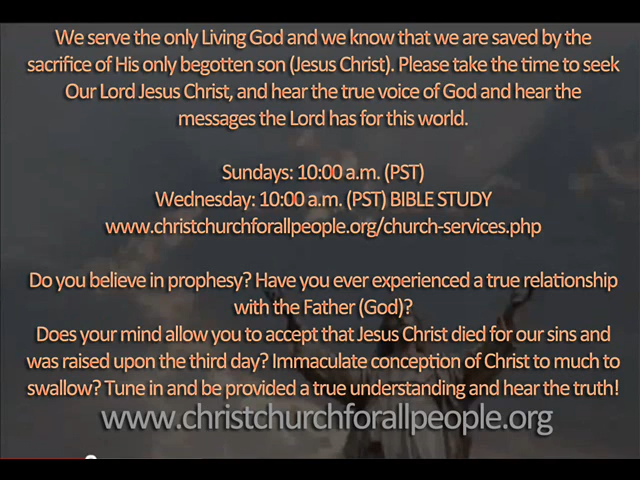 We serve the only Living God and we know that we are saved by the
sacrifice of His only begotten son (Jesus Christ). Please take the time to seek
Our Lord Jesus Christ, and hear the true voice of God and hear the
messages the Lord has for this world.
Sundays: 10:00 a.m. (PST)
Wednesday: 10:00 a.m. (PST) BIBLE STUDY
www.christchurchforallpeople.org/church-services.php
Do you believe in prophesy? Have you ever experienced a true relationship
with the Father (God)?
Does your mind allow you to accept that Jesus Christ died for our sins and
was raised upon the third day? Immaculate conception of Christ to much to
swallow? Tune in and be provided a true understanding and hear the truth!
www.christchurchforallpeople.org